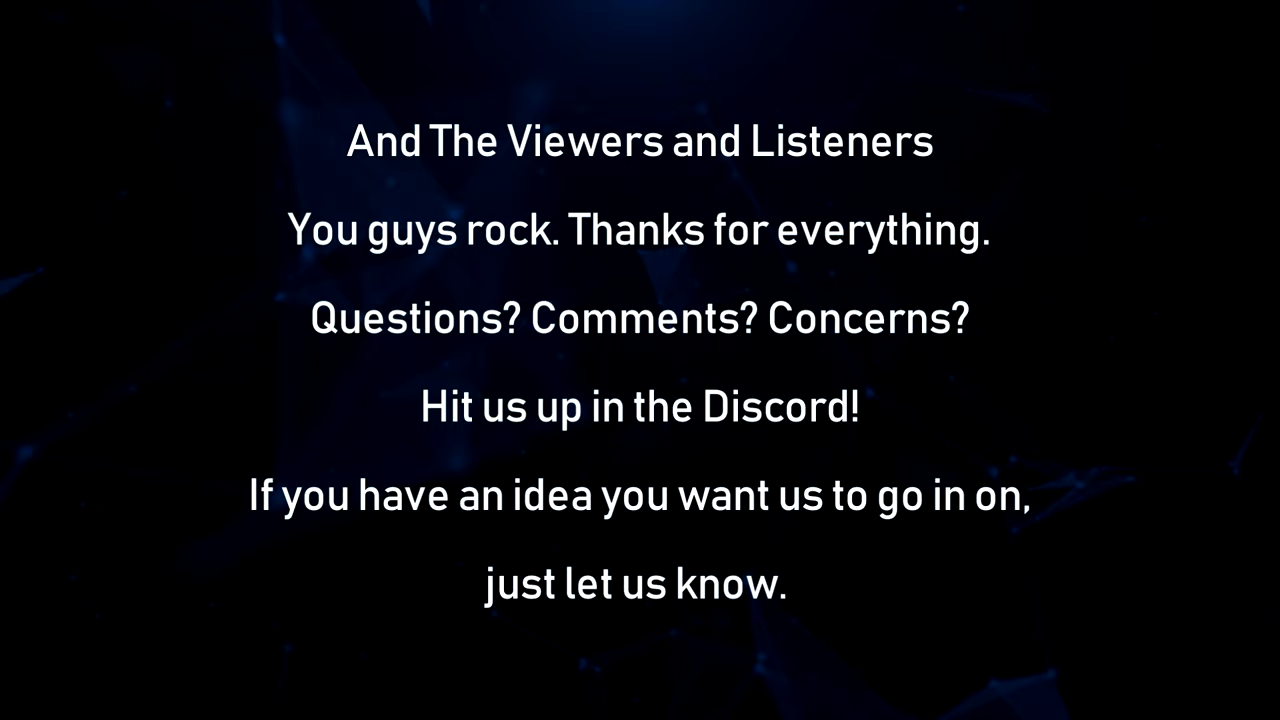 And The Viewers and Listeners
You guys rock. Thanks for everything.
Questions? Comments? Concerns?
Hit us up in the Discord!
If you have an idea you want us to go in on,
just let us know.